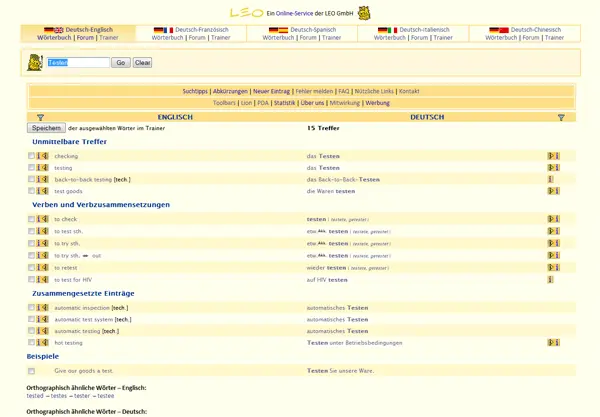 LEO Ein Online-Service der LEO GmbH
Deutsch-Englisch Deutsch-Französisch Deutsch-Spanisch Deutsch-Italienisch Deutsch-Chinesisch
Wörterbuch | Forum | Trainer Wörterbuch | Forum | Trainer Wörterbuch | Forum | Trainer Wörterbuch | Forum | Trainer Wörterbuch | Forum | Trainer
Testen Go Clear
Suchtipps | Abkürzungen | Neuer Eintrag | Fehler melden | FAQ | Nützliche Links | Kontakt
Toolbars | Lion | PDA | Statistik | Über uns | Mitwirkung | Werbung
ENGLISCH DEUTSCH
Speichern der ausgewählten Wörter im Trainer 15 Treffer
Unmittelbare Treffer
checking das Testen
testing das Testen
back-to-back testing [tech.] das Back-to-Back-Testen
test goods die Waren testen
Verben und Verbzusammensetzungen
to check testen ( testete, getestet )
to test sth. etw.Akk. testen ( testete, getestet )
to try sth. etw.Akk. testen ( testete, getestet )
to try sth. ⇔ out etw.Akk. testen ( testete, getestet )
to retest wieder testen ( testete, getestet )
to test for HIV auf HIV testen
Zusammengesetzte Einträge
automatic inspection [tech.] automatisches Testen
automatic test system [tech.] automatisches Testen
automatic testing [tech.] automatisches Testen
hot testing Testen unter Betriebsbedingungen
Beispiele
Give our goods a test. Testen Sie unsere Ware.
Orthographisch ähnliche Wörter - Englisch:
tested → testes → tester → testee
Orthographisch ähnliche Wörter - Deutsch: